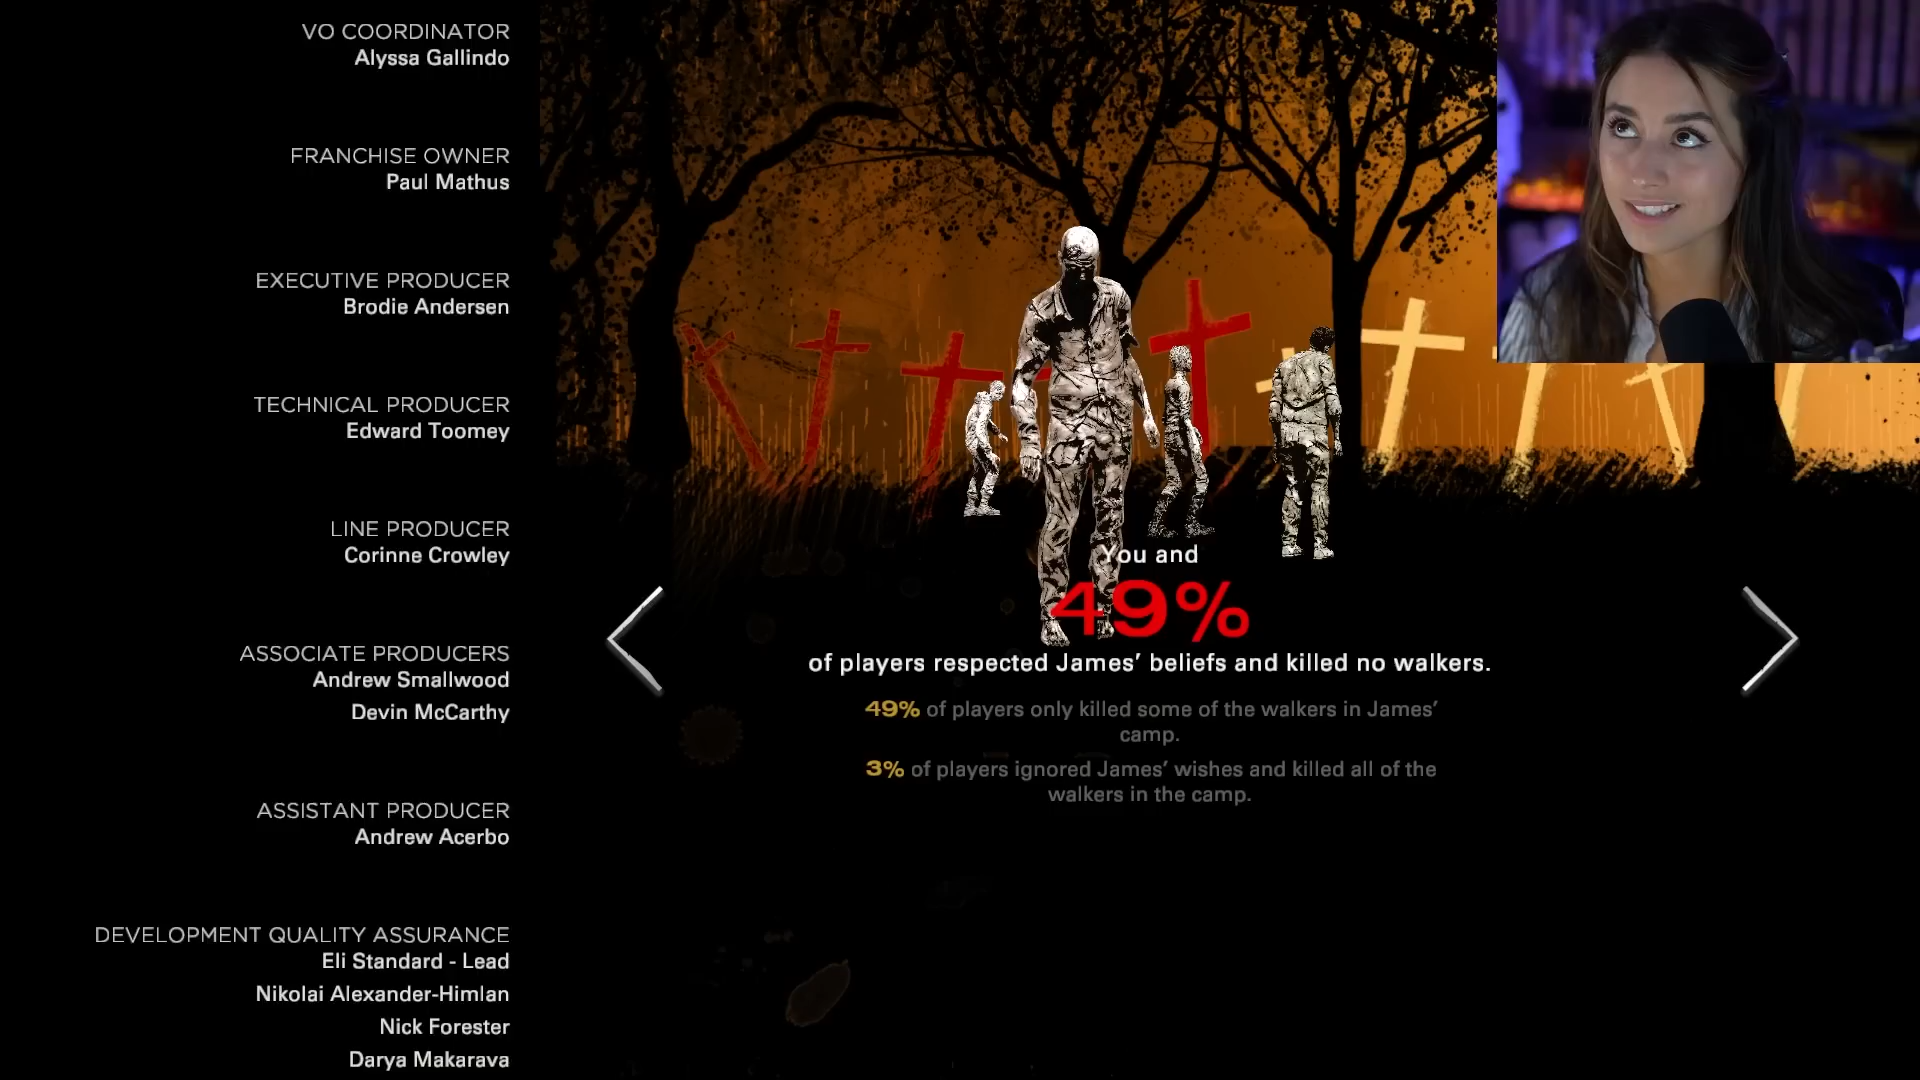 VO COORDINATOR
Alyssa Gallindo
FRANCHISE OWNER
Paul Mathus
EXECUTIVE PRODUCER
Brodie Andersen
TECHNICAL PRODUCER
Edward Toomey
LINE PRODUCER
Corinne Crowley
ASSOCIATE PRODUCERS
Andrew Smallwood
Devin McCarthy
ASSISTANT PRODUCER
Andrew Acerbo
DEVELOPMENT QUALITY ASSURANCE
Eli Standard - Lead
Nikolai Alexander-Himlan
Nick Forester
Darya Makarava
You and
49%
of players respected James’ beliefs and killed no walkers.
49% of players only killed some of the walkers in James’
camp.
3% of players ignored James’ wishes and killed all of the
walkers in the camp.